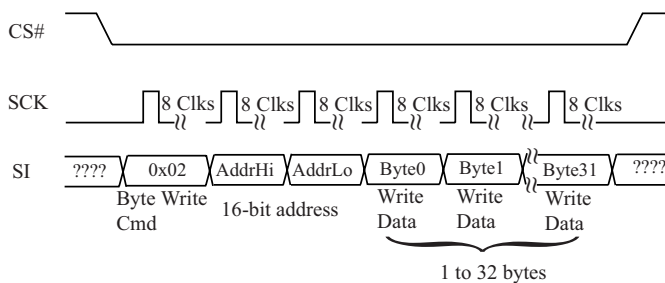 CS#
SCK 8 Clks 8 Clks 8 Clks 8 Clks 8 Clks 8 Clks
SI ???? 0x02 AddrHi AddrLo Byte0 Byte1 Byte31 ????
Byte Write 16-bit address Write Write Write
Cmd Data Data Data
1 to 32 bytes